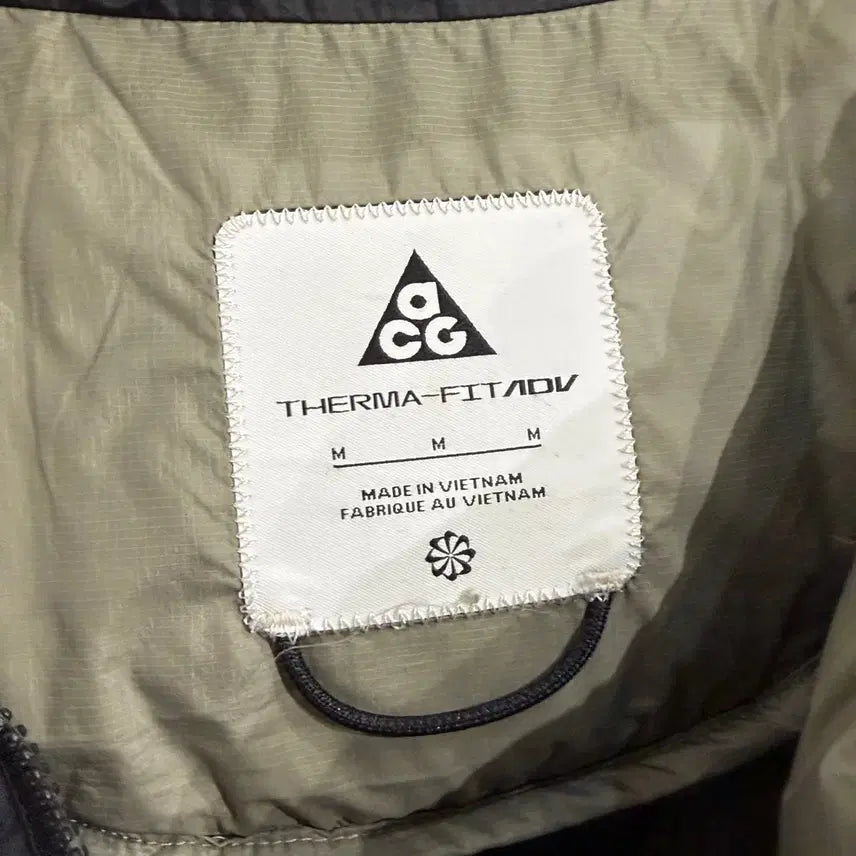 acg
THERMA-FITADV
M M M
MADE IN VIETNAM
FABRIQUE AU VIETNAM